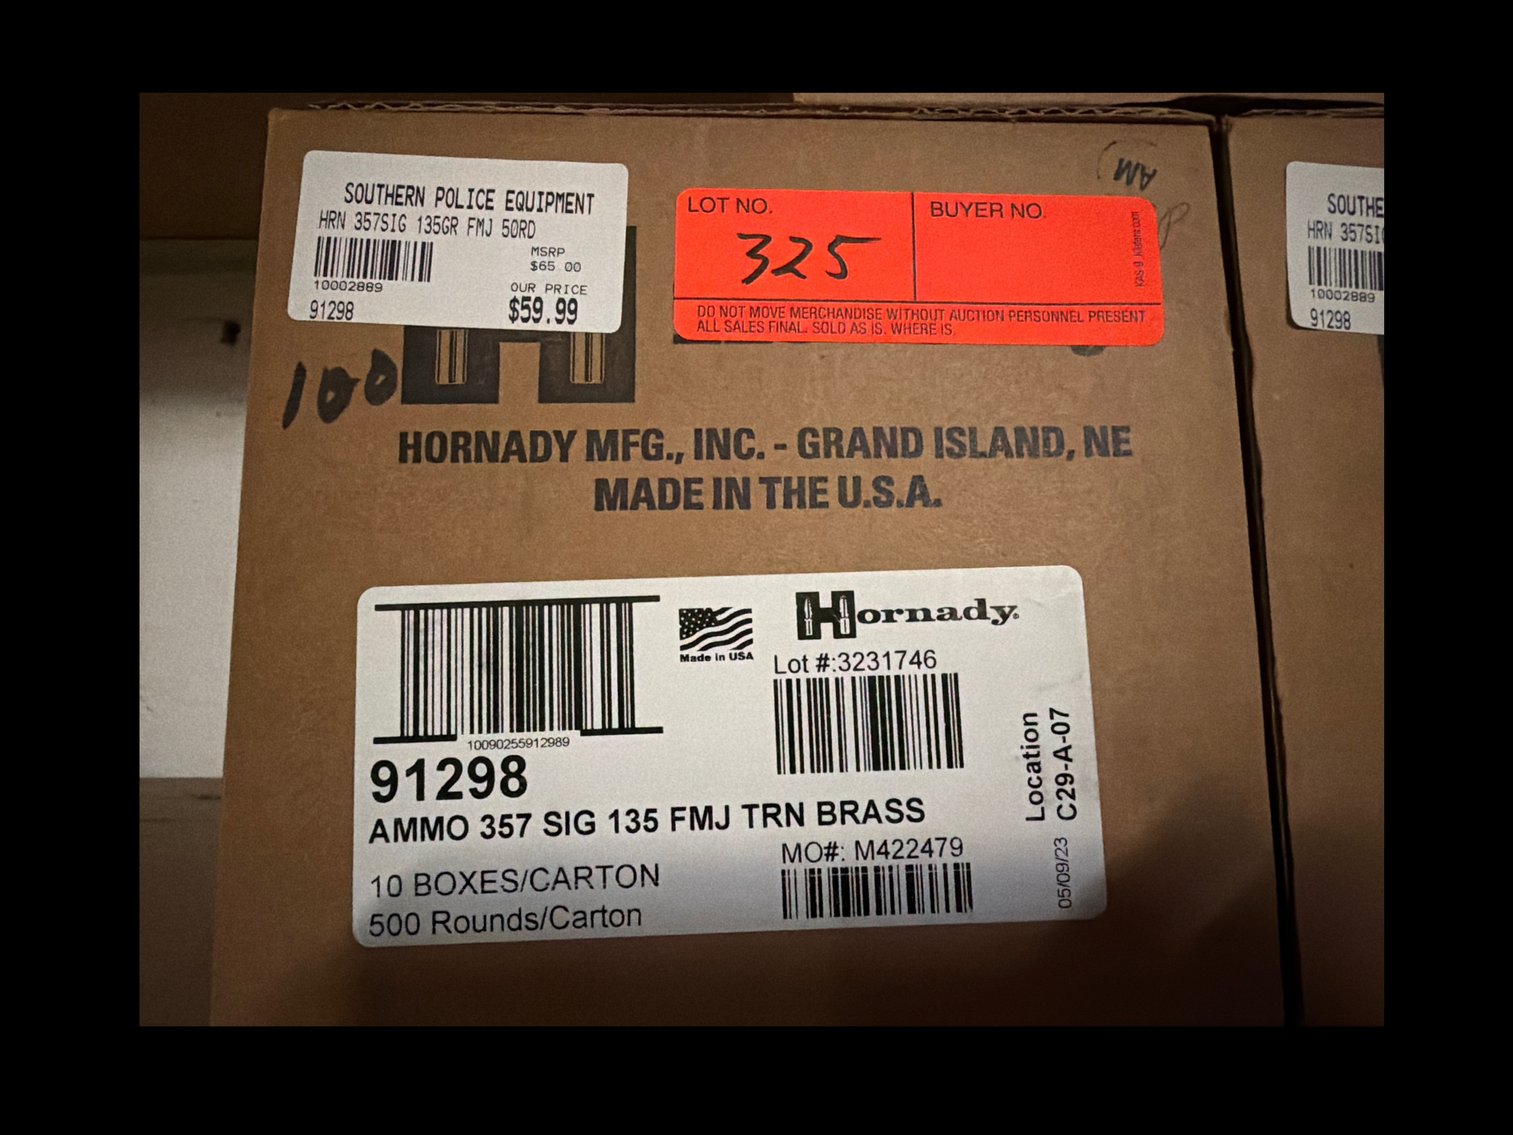 SOUTHERN POLICE EQUIPMENT
HRN 357SIG 135GR FMJ 50RD
MSRP
$65.00
10002889
OUR PRICE
91298
$59.99
LOT NO.
325
BUYER NO.
DO NOT MOVE MERCHANDISE WITHOUT AUCTION PERSONNEL PRESENT
ALL SALES FINAL. SOLD AS IS, WHERE IS.
100
HORNADY MFG., INC. - GRAND ISLAND, NE
MADE IN THE U.S.A.
10090255912989
91298
AMMO 357 SIG 135 FMJ TRN BRASS
10 BOXES/CARTON
500 Rounds/Carton
Made in USA
Hornady®
Lot #:3231746
MO#: M422479
Location
C29-A-07
05/09/23
SOUTHE
HRN 357SI
10002889
91298